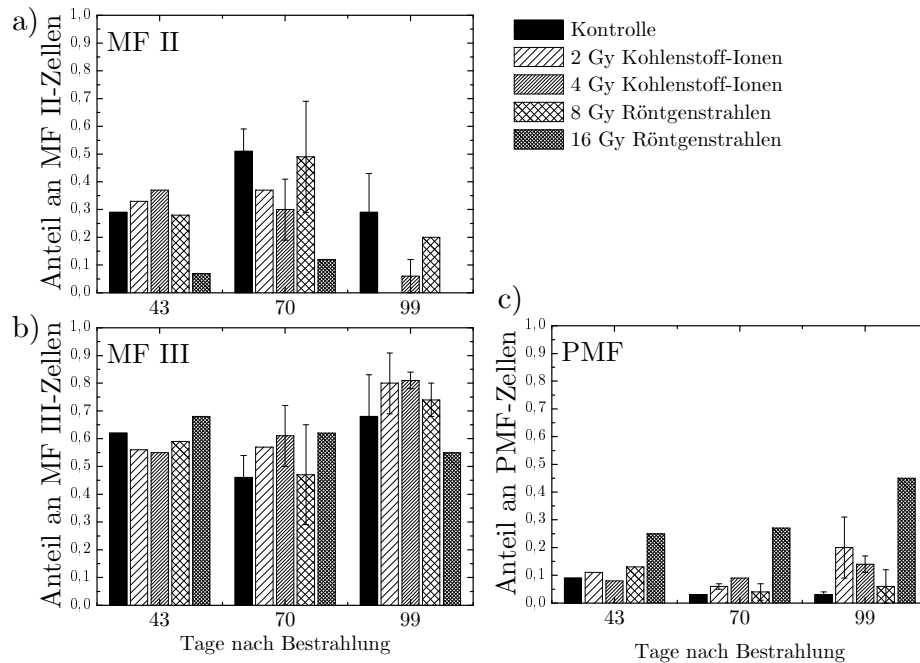 a)
MF II
Anteil an MF II-Zellen
1,0
0,9
0,8
0,7
0,6
0,5
0,4
0,3
0,2
0,1
0,0
43 70 99
Kontrolle
2 Gy Kohlenstoff-Ionen
4 Gy Kohlenstoff-Ionen
8 Gy Röntgenstrahlen
16 Gy Röntgenstrahlen
b)
MF III
Anteil an MF III-Zellen
1,0
0,9
0,8
0,7
0,6
0,5
0,4
0,3
0,2
0,1
0,0
43 70 99
Tage nach Bestrahlung
c)
PMF
Anteil an PMF-Zellen
1,0
0,9
0,8
0,7
0,6
0,5
0,4
0,3
0,2
0,1
0,0
43 70 99
Tage nach Bestrahlung